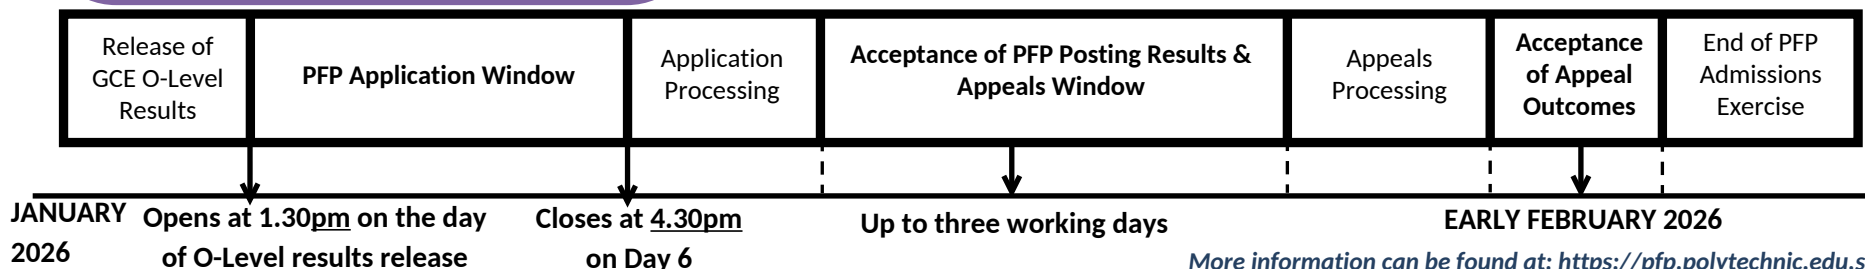 Release of
GCE O-Level
Results
PFP Application Window
Application
Processing
Acceptance of PFP Posting Results &
Appeals Window
Appeals
Processing
Acceptance
of Appeal
Outcomes
End of PFP
Admissions
Exercise
JANUARY
2026
Opens at 1.30pm on the day
of O-Level results release
Closes at 4.30pm
on Day 6
Up to three working days
EARLY FEBRUARY 2026
More information can be found at: https://pfp.polytechnic.edu.s